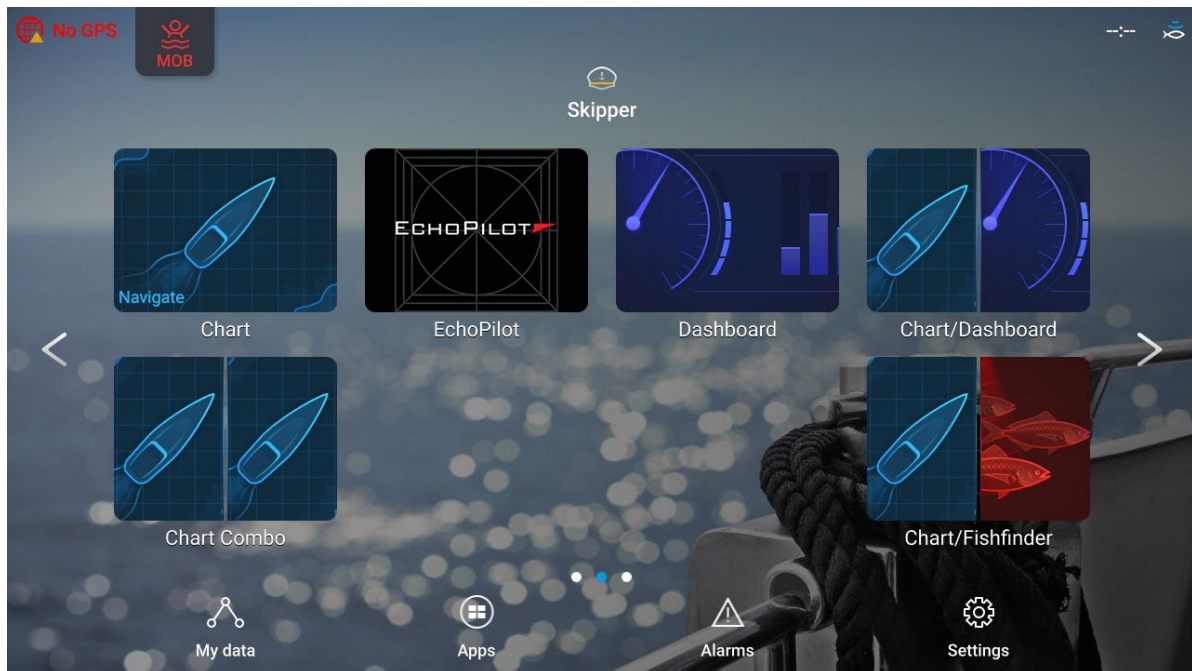 No GPS
MOB
--:--
Skipper
Navigate
ECHOPILOT
Chart
EchoPilot
Dashboard
Chart/Dashboard
Chart Combo
Chart/Fishfinder
My data
Apps
Alarms
Settings